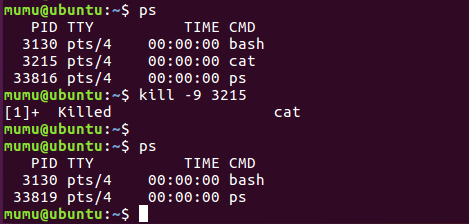 mumu@ubuntu:~$ ps
PID TTY TIME CMD
3130 pts/4 00:00:00 bash
3215 pts/4 00:00:00 cat
33816 pts/4 00:00:00 ps
mumu@ubuntu:~$ kill -9 3215
[1]+ Killed cat
mumu@ubuntu:~$
mumu@ubuntu:~$ ps
PID TTY TIME CMD
3130 pts/4 00:00:00 bash
33819 pts/4 00:00:00 ps
mumu@ubuntu:~$